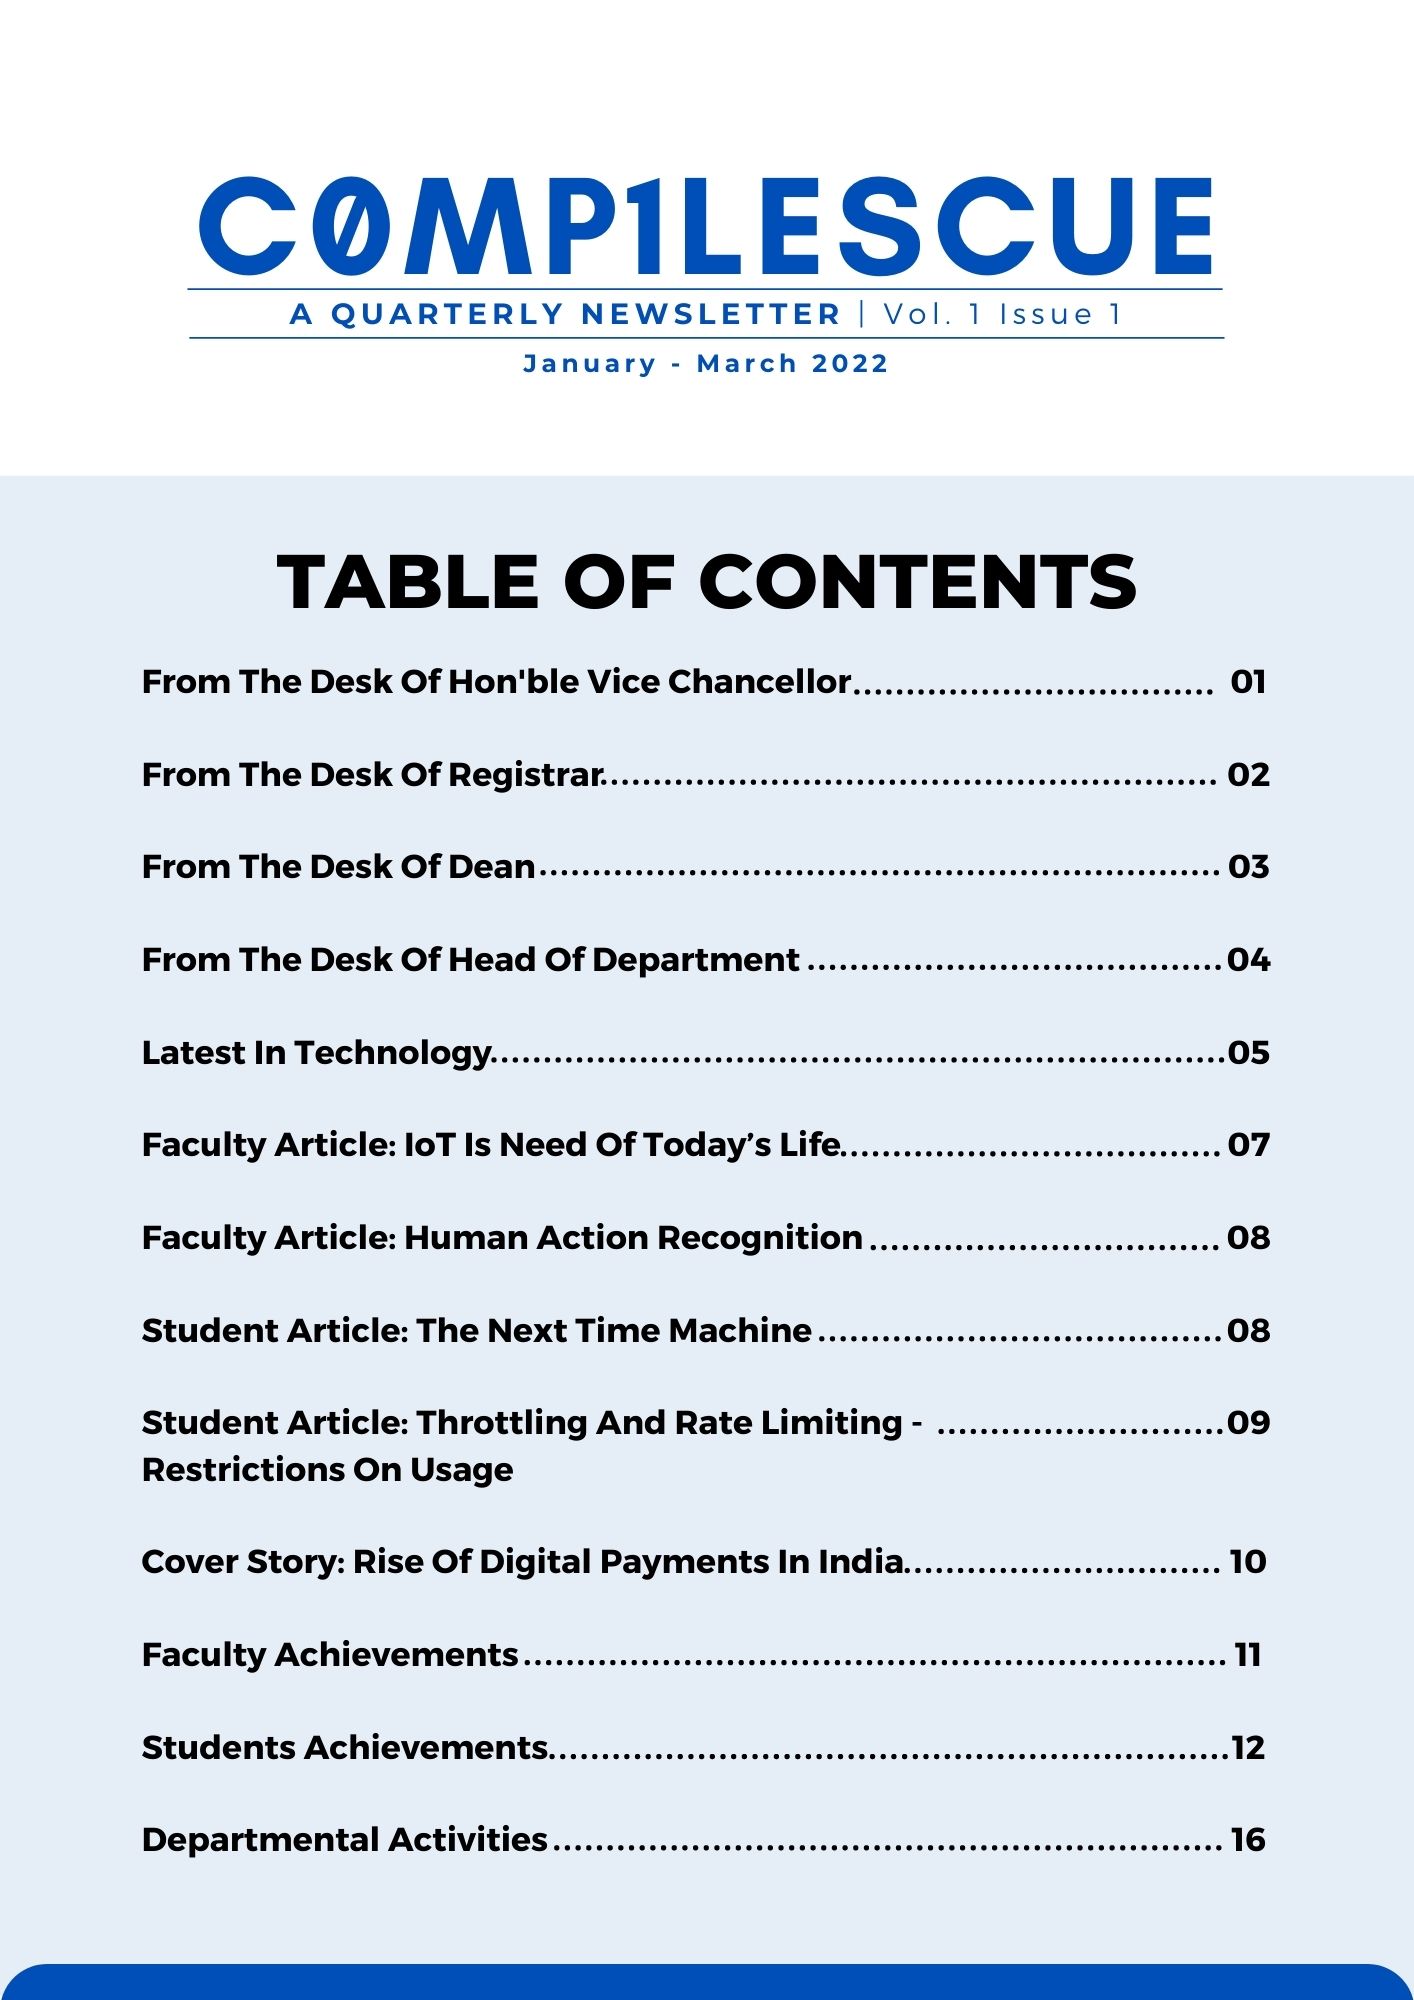 C0MP1LESCUE
A QUARTERLY NEWSLETTER | Vol. 1 Issue 1
January - March 2022
TABLE OF CONTENTS
From The Desk Of Hon'ble Vice Chancellor.................................. 01
From The Desk Of Registrar.......................................................... 02
From The Desk Of Dean................................................................ 03
From The Desk Of Head Of Department .......................................04
Latest In Technology.....................................................................05
Faculty Article: IoT Is Need Of Today’s Life.................................... 07
Faculty Article: Human Action Recognition ................................. 08
Student Article: The Next Time Machine ......................................08
Student Article: Throttling And Rate Limiting - ...........................09
Restrictions On Usage
Cover Story: Rise Of Digital Payments In India.............................. 10
Faculty Achievements .................................................................. 11
Students Achievements................................................................12
Departmental Activities ............................................................... 16